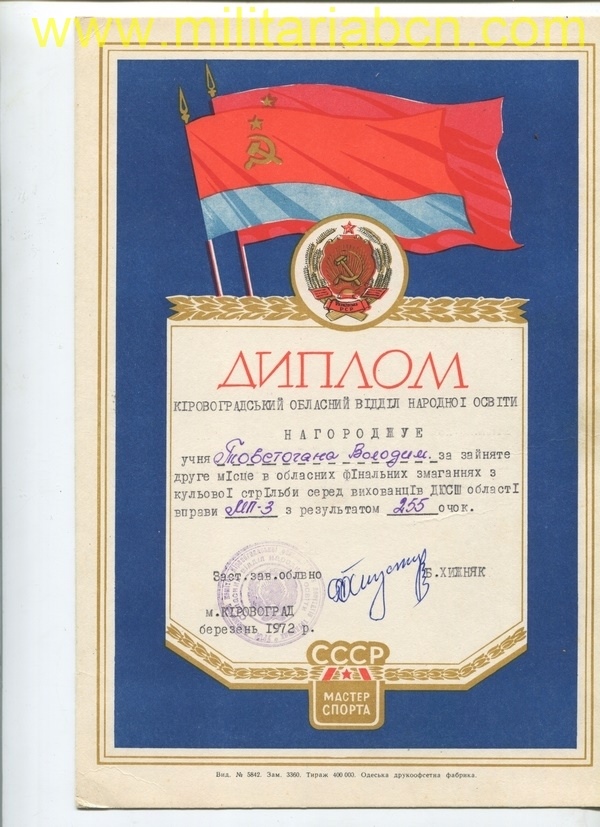 www.militariabcn.com
ДИПЛОМ
КІРОВОГРАДСЬКИЙ ОБЛАСНИЙ ВІДДІЛ НАРОДНОІ ОСВІТИ
НАГОРОДЖУЕ
учня Товстогана Володим. за зайняте
друге місце в обласних фінальних змаганнях з
кульової стрільби серед вихованців ДЮСШ області
вправи МП-3 з результатом 255 очок.
Заст.зав.облвно Б.ХИЖНЯК
м.КІРОВОГРАД
березень 1972 р.
СССР
МАСТЕР
СПОРТА
Вид. № 5842. Зам. 3360. Тираж 400 000. Одеська друкоофсетна фабрика.